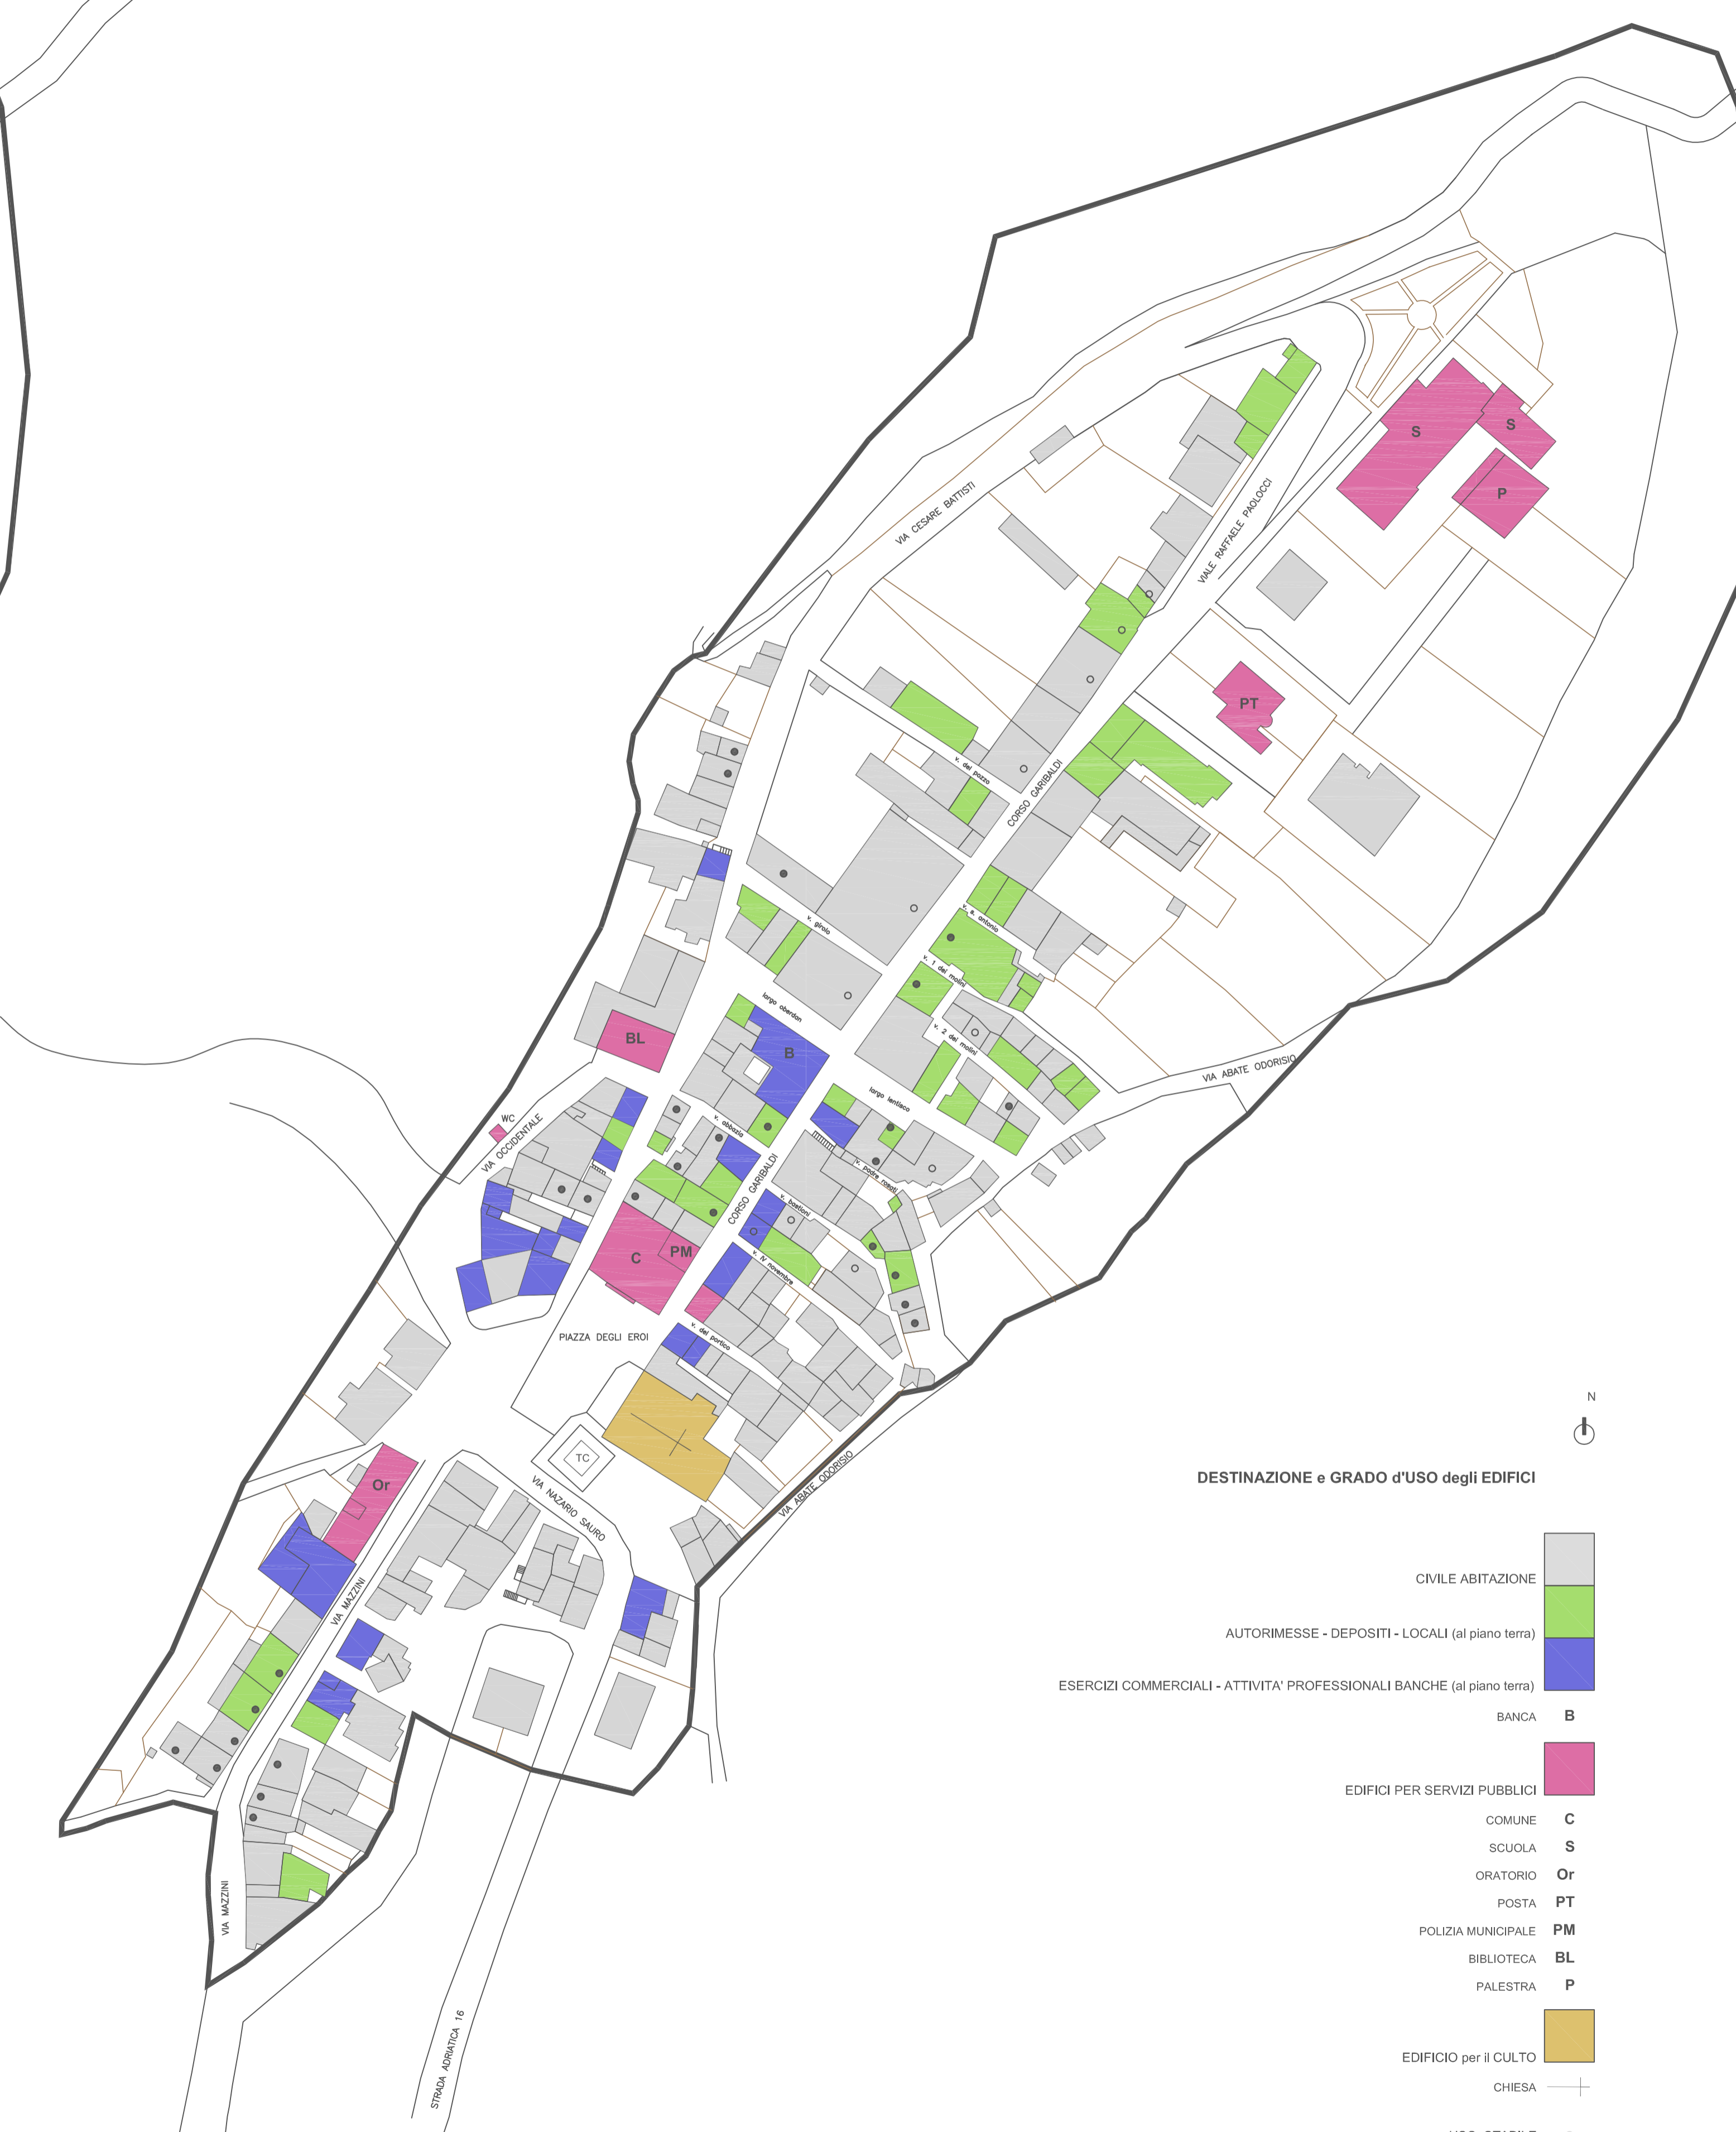 S
S
P
VIA CESARE BATTISTI
VIALE RAFFAELE PAOLOCCI
PT
v. del pozzo
CORSO GARIBALDI
v. girola
v. s. antonio
v. 1 dei molini
largo oberdan
v. 2 dei molini
BL
B
VIA ABATE ODORISIO
largo lentisco
WC
VIA OCCIDENTALE
v. abbazia
v. padre rosati
CORSO GARIBALDI
v. bastioni
C
PM
v. IV novembre
PIAZZA DEGLI EROI
v. del portico
TC
VIA ABATE ODORISIO
Or
VIA NAZARIO SAURO
VIA MAZZINI
VIA MAZZINI
STRADA ADRIATICA 16
N
DESTINAZIONE e GRADO d'USO degli EDIFICI
CIVILE ABITAZIONE
AUTORIMESSE - DEPOSITI - LOCALI (al piano terra)
ESERCIZI COMMERCIALI - ATTIVITA' PROFESSIONALI BANCHE (al piano terra)
BANCA B
EDIFICI PER SERVIZI PUBBLICI
COMUNE C
SCUOLA S
ORATORIO Or
POSTA PT
POLIZIA MUNICIPALE PM
BIBLIOTECA BL
PALESTRA P
EDIFICIO per il CULTO
CHIESA